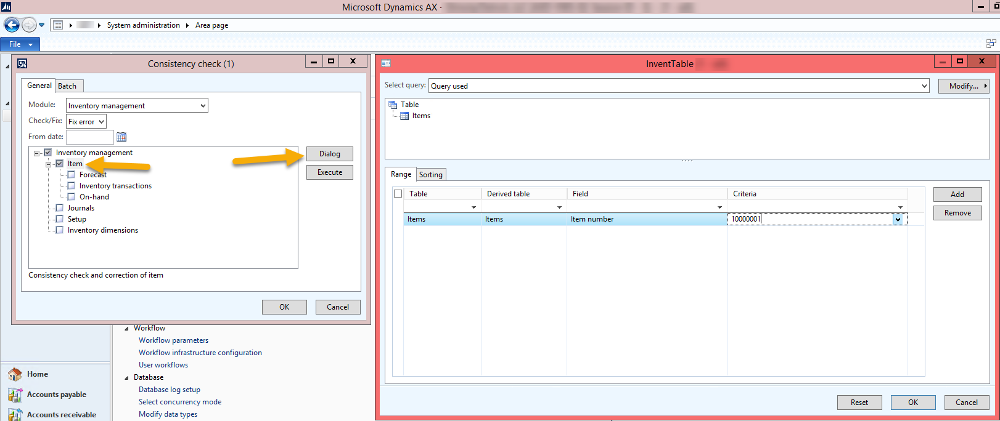 Microsoft Dynamics AX -
System administration
Area page
File
Consistency check (1)
General
Batch
Module:
Inventory management
Check/Fix:
Fix error
From date:
Inventory management
Item
Forecast
Inventory transactions
On-hand
Journals
Setup
Inventory dimensions
Dialog
Execute
Consistency check and correction of item
OK
Cancel
Workflow
Workflow parameters
Workflow infrastructure configuration
User workflows
Database
Database log setup
Select concurrency mode
Modify data types
Home
Accounts payable
Accounts receivable
InventTable
Select query:
Query used
Modify...
Table
Items
Range
Sorting
Table
Derived table
Field
Criteria
Items
Items
Item number
10000001
Add
Remove
Reset
OK
Cancel